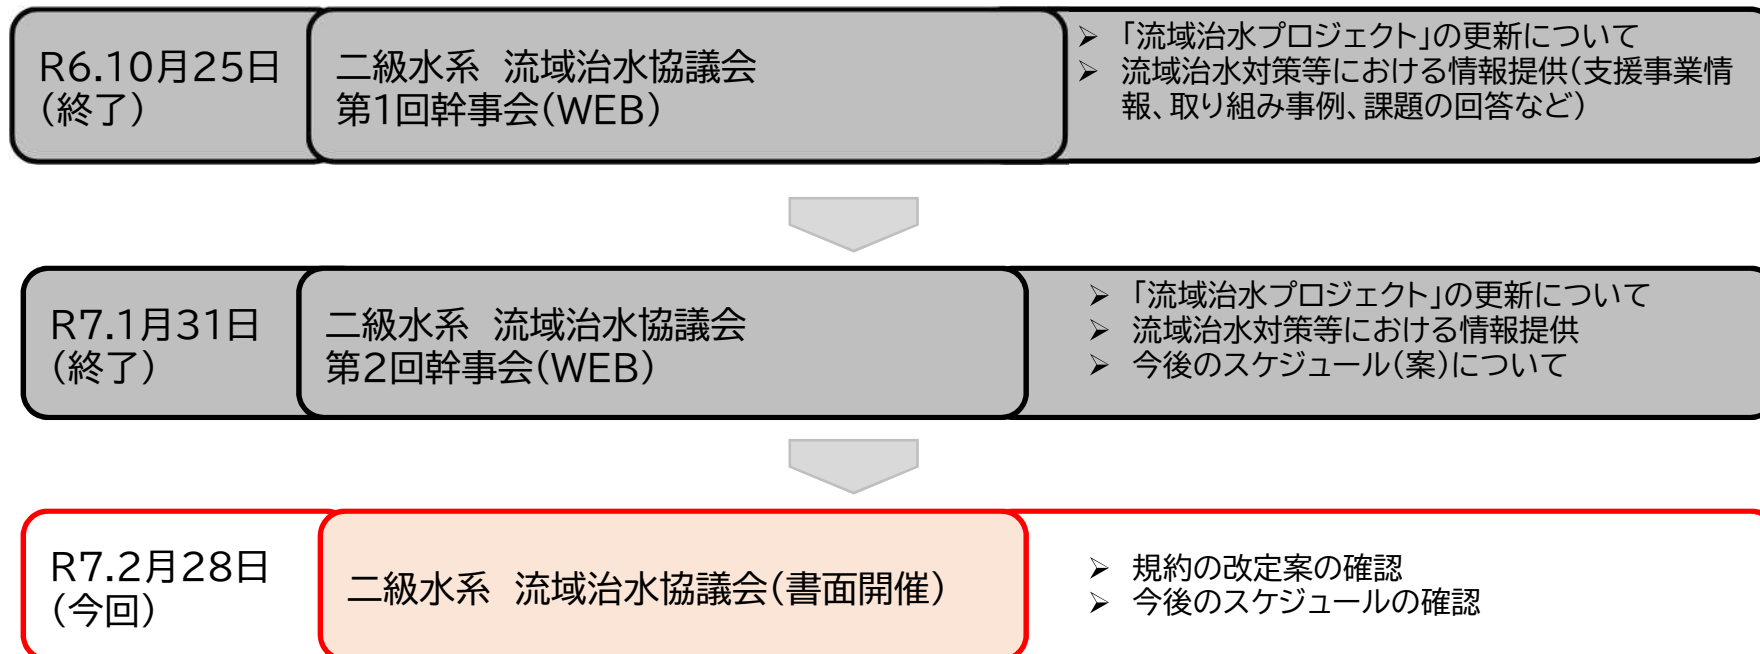 R6.10月25日
(終了)
二級水系 流域治水協議会
第1回幹事会(WEB)
➢ 「流域治水プロジェクト」の更新について
➢ 流域治水対策等における情報提供(支援事業情
報、取り組み事例、課題の回答など)
R7.1月31日
(終了)
二級水系 流域治水協議会
第2回幹事会(WEB)
➢ 「流域治水プロジェクト」の更新について
➢ 流域治水対策等における情報提供
➢ 今後のスケジュール(案)について
R7.2月28日
(今回)
二級水系 流域治水協議会(書面開催)
➢ 規約の改定案の確認
➢ 今後のスケジュールの確認